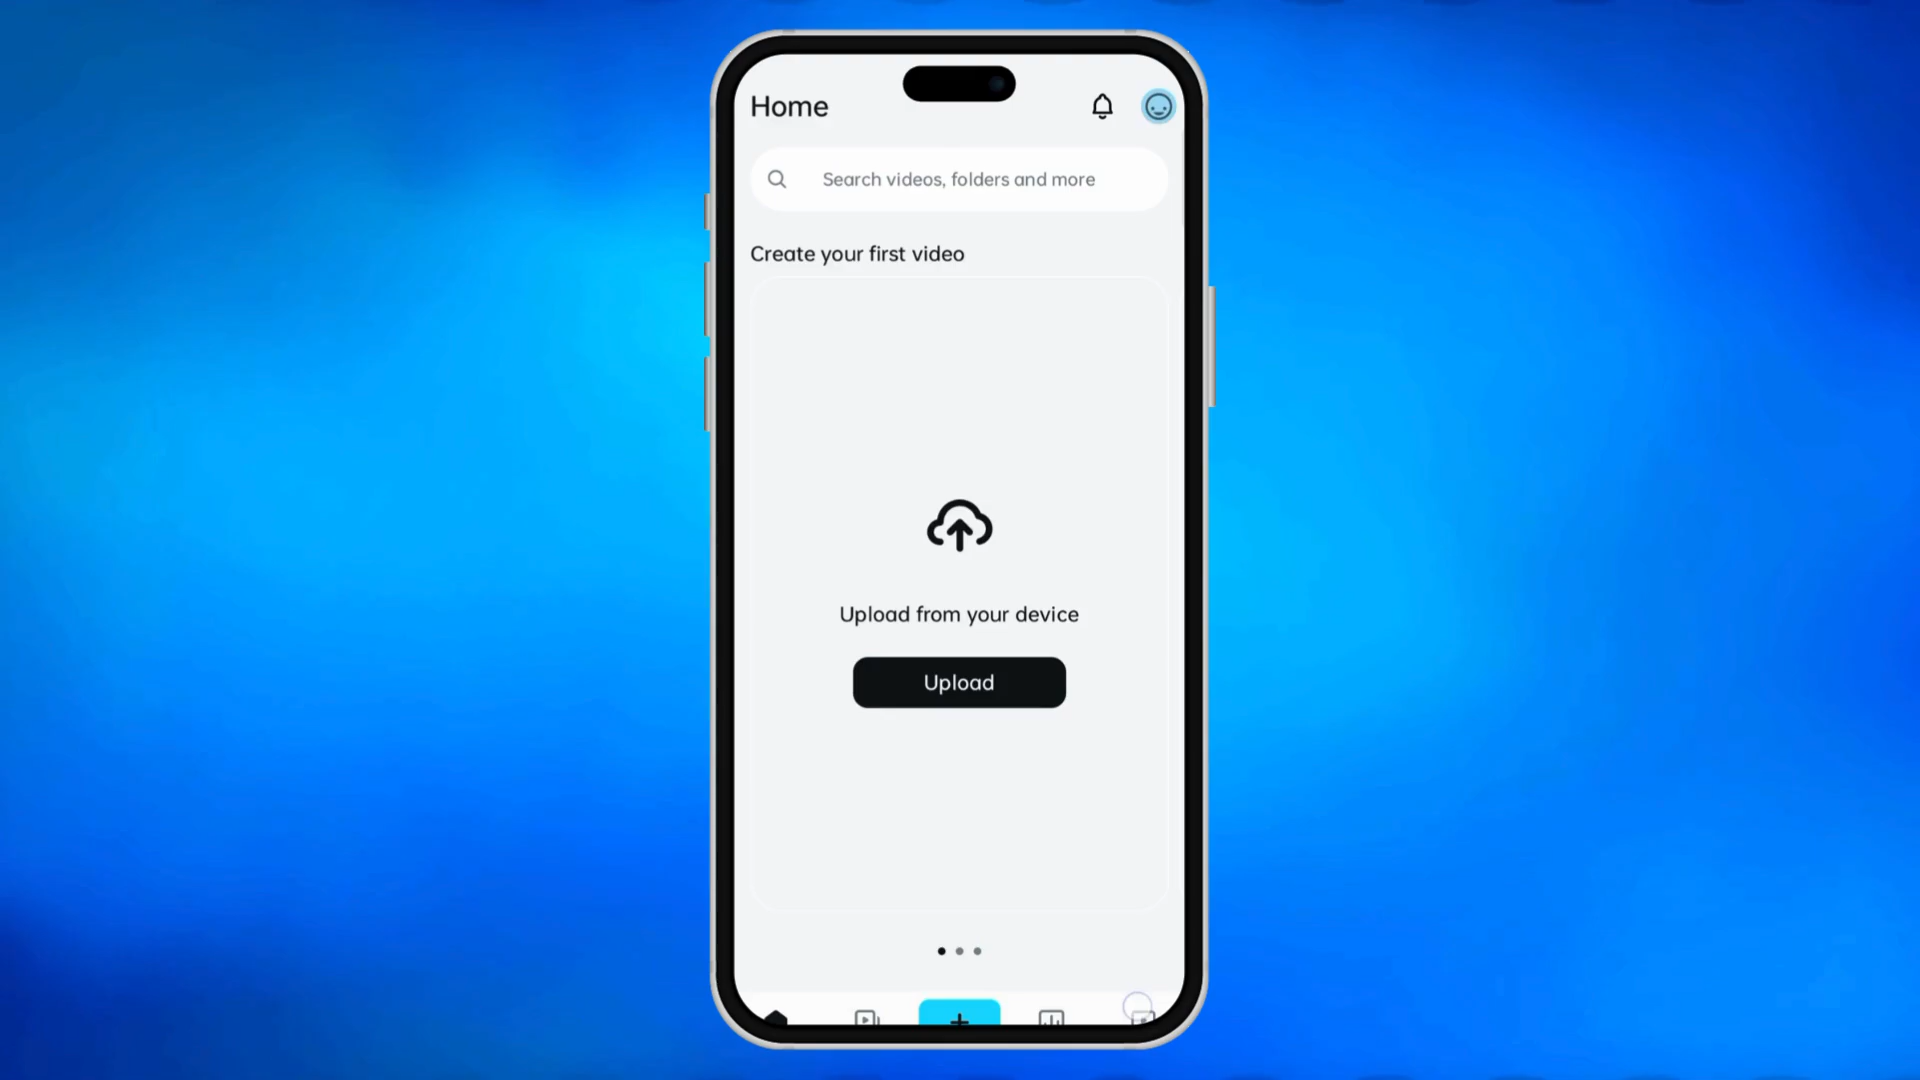 Home
Search videos, folders and more
Create your first video
Upload from your device
Upload